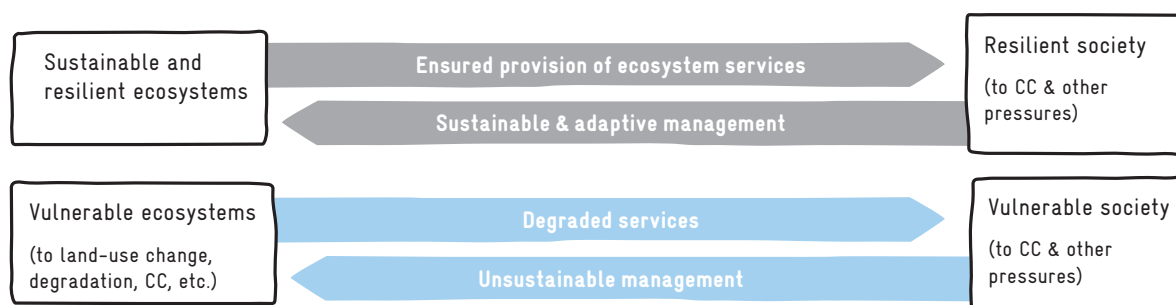 Sustainable and
resilient ecosystems
Ensured provision of ecosystem services
Sustainable & adaptive management
Resilient society
(to CC & other
pressures)
Vulnerable ecosystems
(to land-use change,
degradation, CC, etc.)
Degraded services
Unsustainable management
Vulnerable society
(to CC & other
pressures)